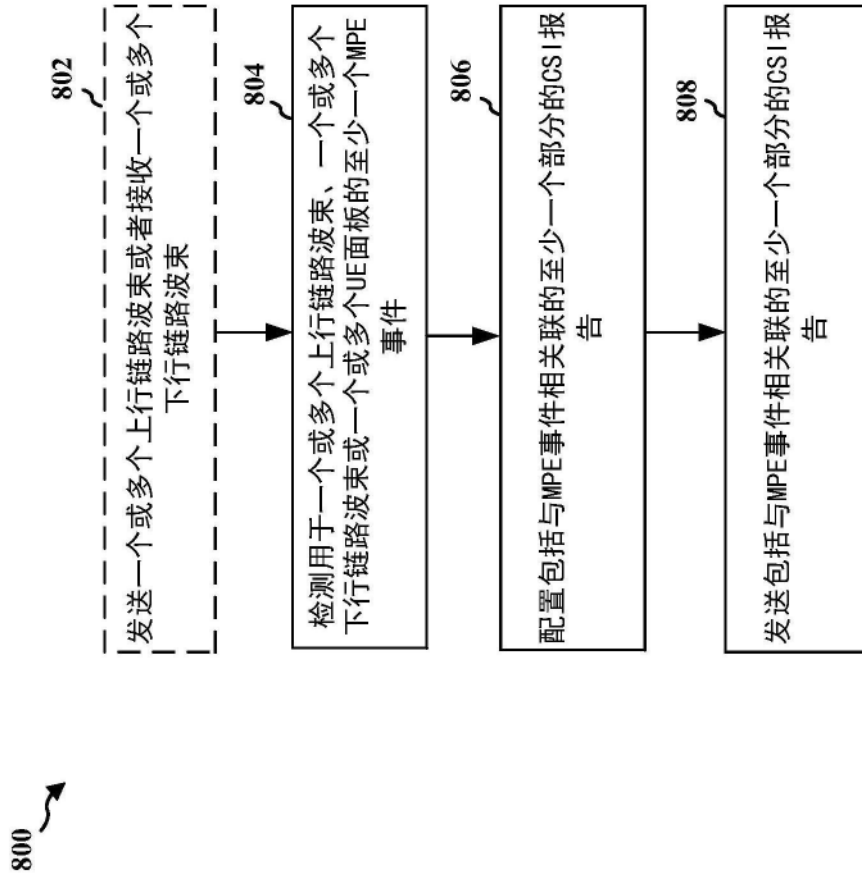 800
802
发送一个或多个上行链路波束或者接收一个或多个
下行链路波束
804
检测用于一个或多个上行链路波束、一个或多个
下行链路波束或一个或多个UE面板的至少一个MPE
事件
806
配置包括与MPE事件相关联的至少一个部分的CSI报
告
808
发送包括与MPE事件相关联的至少一个部分的CSI报
告